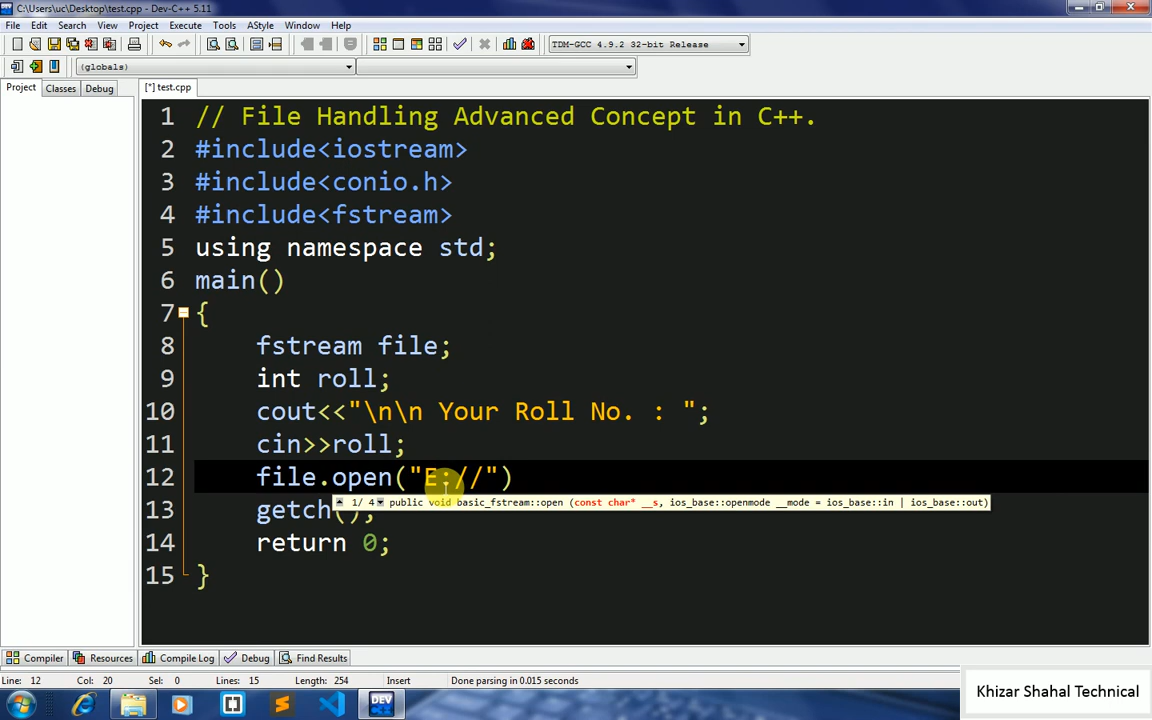 C:\Users\uc\Desktop\test.cpp - Dev-C++ 5.11
File Edit Search View Project Execute Tools AStyle Window Help
TDM-GCC 4.9.2 32-bit Release
(globals)
Project Classes Debug [*] test.cpp
1 // File Handling Advanced Concept in C++.
2 #include<iostream>
3 #include<conio.h>
4 #include<fstream>
5 using namespace std;
6 main()
7 {
8 fstream file;
9 int roll;
10 cout<<"\n\n Your Roll No. : ";
11 cin>>roll;
12 file.open("E://")
1/ 4 public void basic_fstream::open (const char* __s, ios_base::openmode __mode = ios_base::in | ios_base::out)
13 getch();
14 return 0;
15 }
Compiler Resources Compile Log Debug Find Results
Line: 12 Col: 20 Sel: 0 Lines: 15 Length: 254 Insert Done parsing in 0.015 seconds
DEV
Khizar Shahal Technical